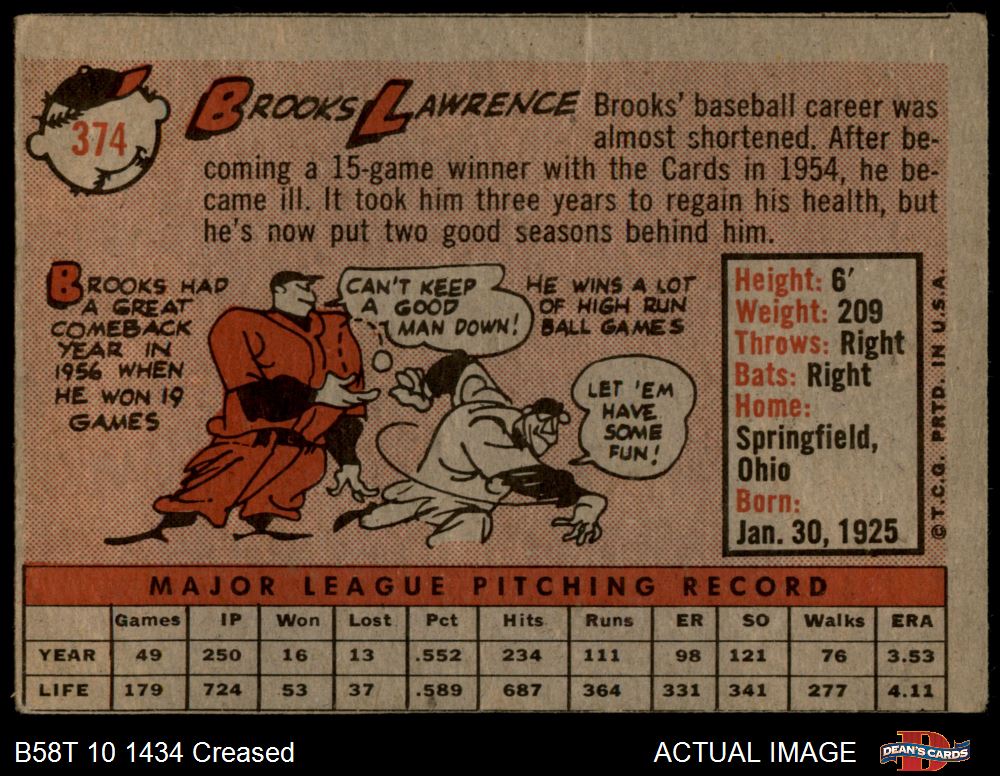 374
BROOKS LAWRENCE
Brooks' baseball career was
almost shortened. After be-
coming a 15-game winner with the Cards in 1954, he be-
came ill. It took him three years to regain his health, but
he's now put two good seasons behind him.
BROOKS HAD
A GREAT
COMEBACK
YEAR IN
1956 WHEN
HE WON 19
GAMES
CAN'T KEEP
A GOOD
MAN DOWN!
HE WINS A LOT
OF HIGH RUN
BALL GAMES
LET 'EM
HAVE
SOME
FUN!
Height: 6'
Weight: 209
Throws: Right
Bats: Right
Home:
Springfield,
Ohio
Born:
Jan. 30, 1925
© T.C.G. PRTD. IN U.S.A.
MAJOR LEAGUE PITCHING RECORD
Games IP Won Lost Pct Hits Runs ER SO Walks ERA
YEAR 49 250 16 13 .552 234 111 98 121 76 3.53
LIFE 179 724 53 37 .589 687 364 331 341 277 4.11
B58T 10 1434 Creased
ACTUAL IMAGE
DEAN'S CARDS